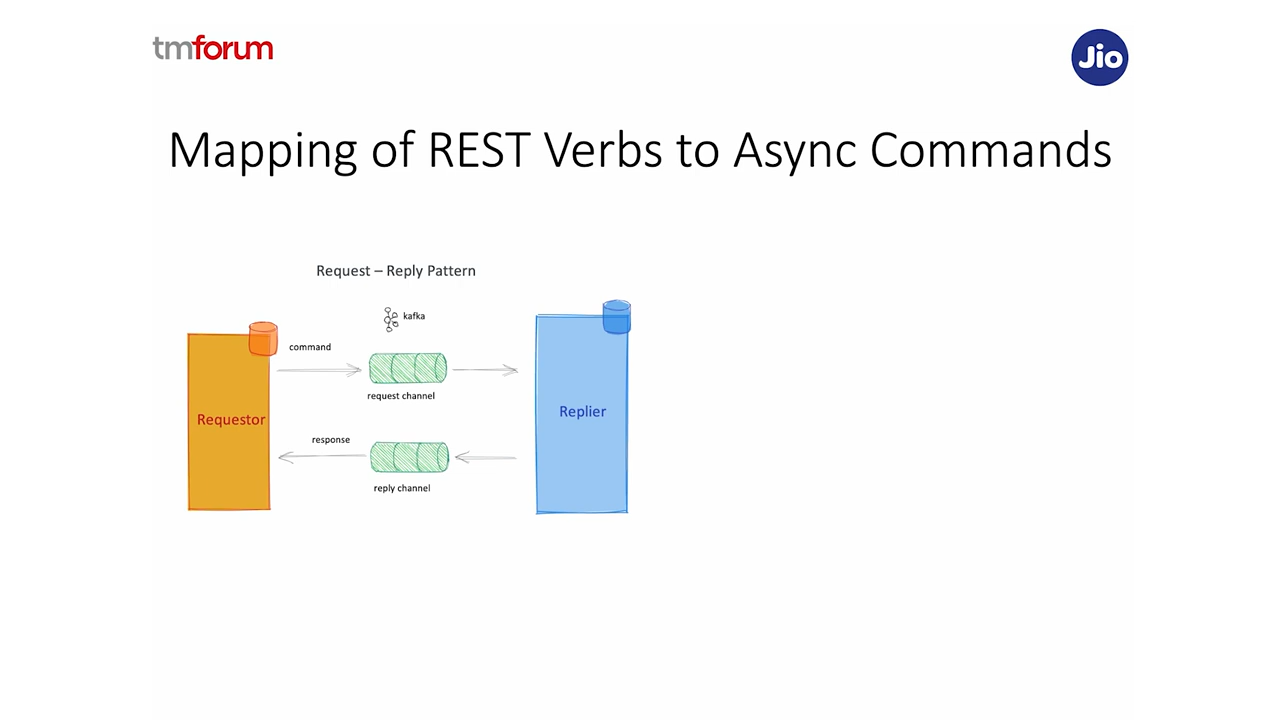 tmforum
Jio
Mapping of REST Verbs to Async Commands
Request – Reply Pattern
kafka
command
request channel
Requestor
Replier
response
reply channel